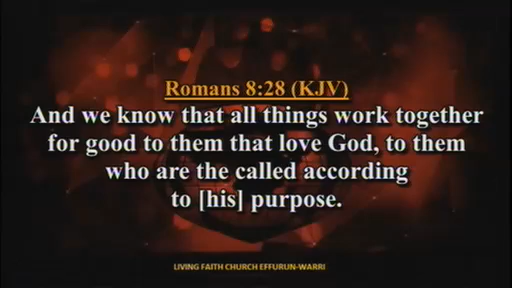 Romans 8:28 (KJV)
And we know that all things work together
for good to them that love God, to them
who are the called according
to [his] purpose.
LIVING FAITH CHURCH EFFURUN-WARRI